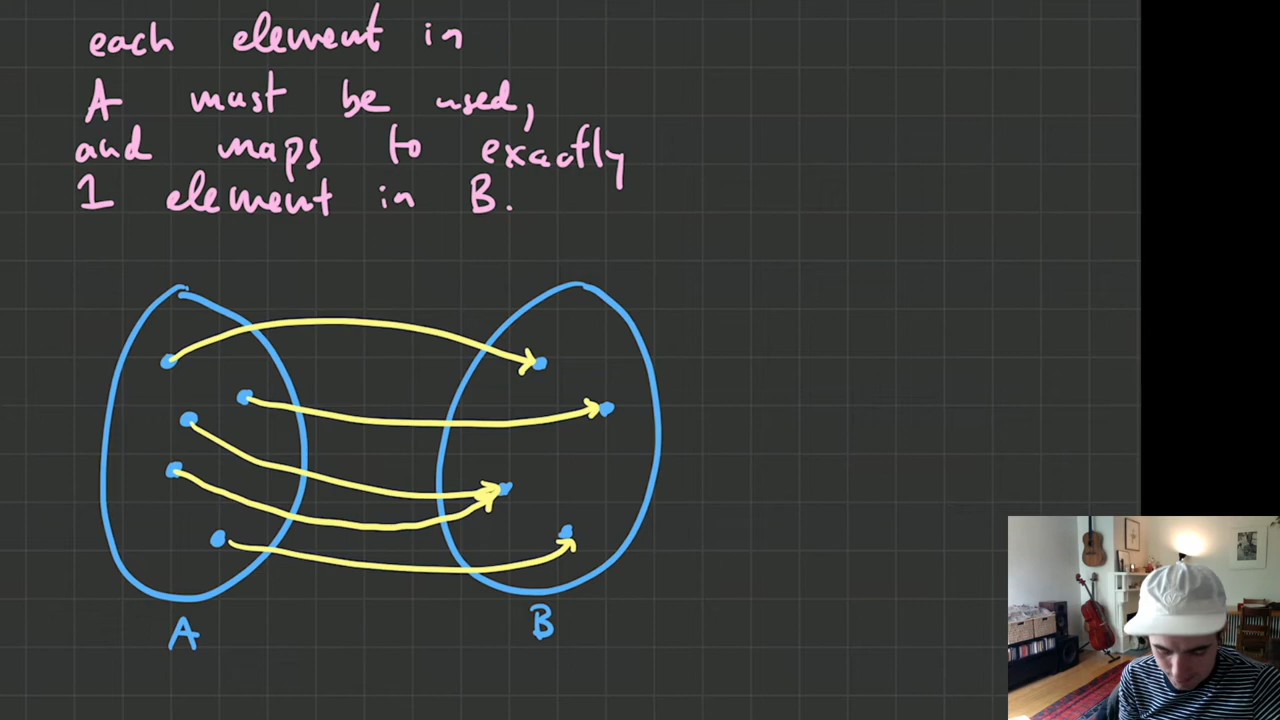 each element in
A must be used,
and maps to exactly
1 element in B.
A
B